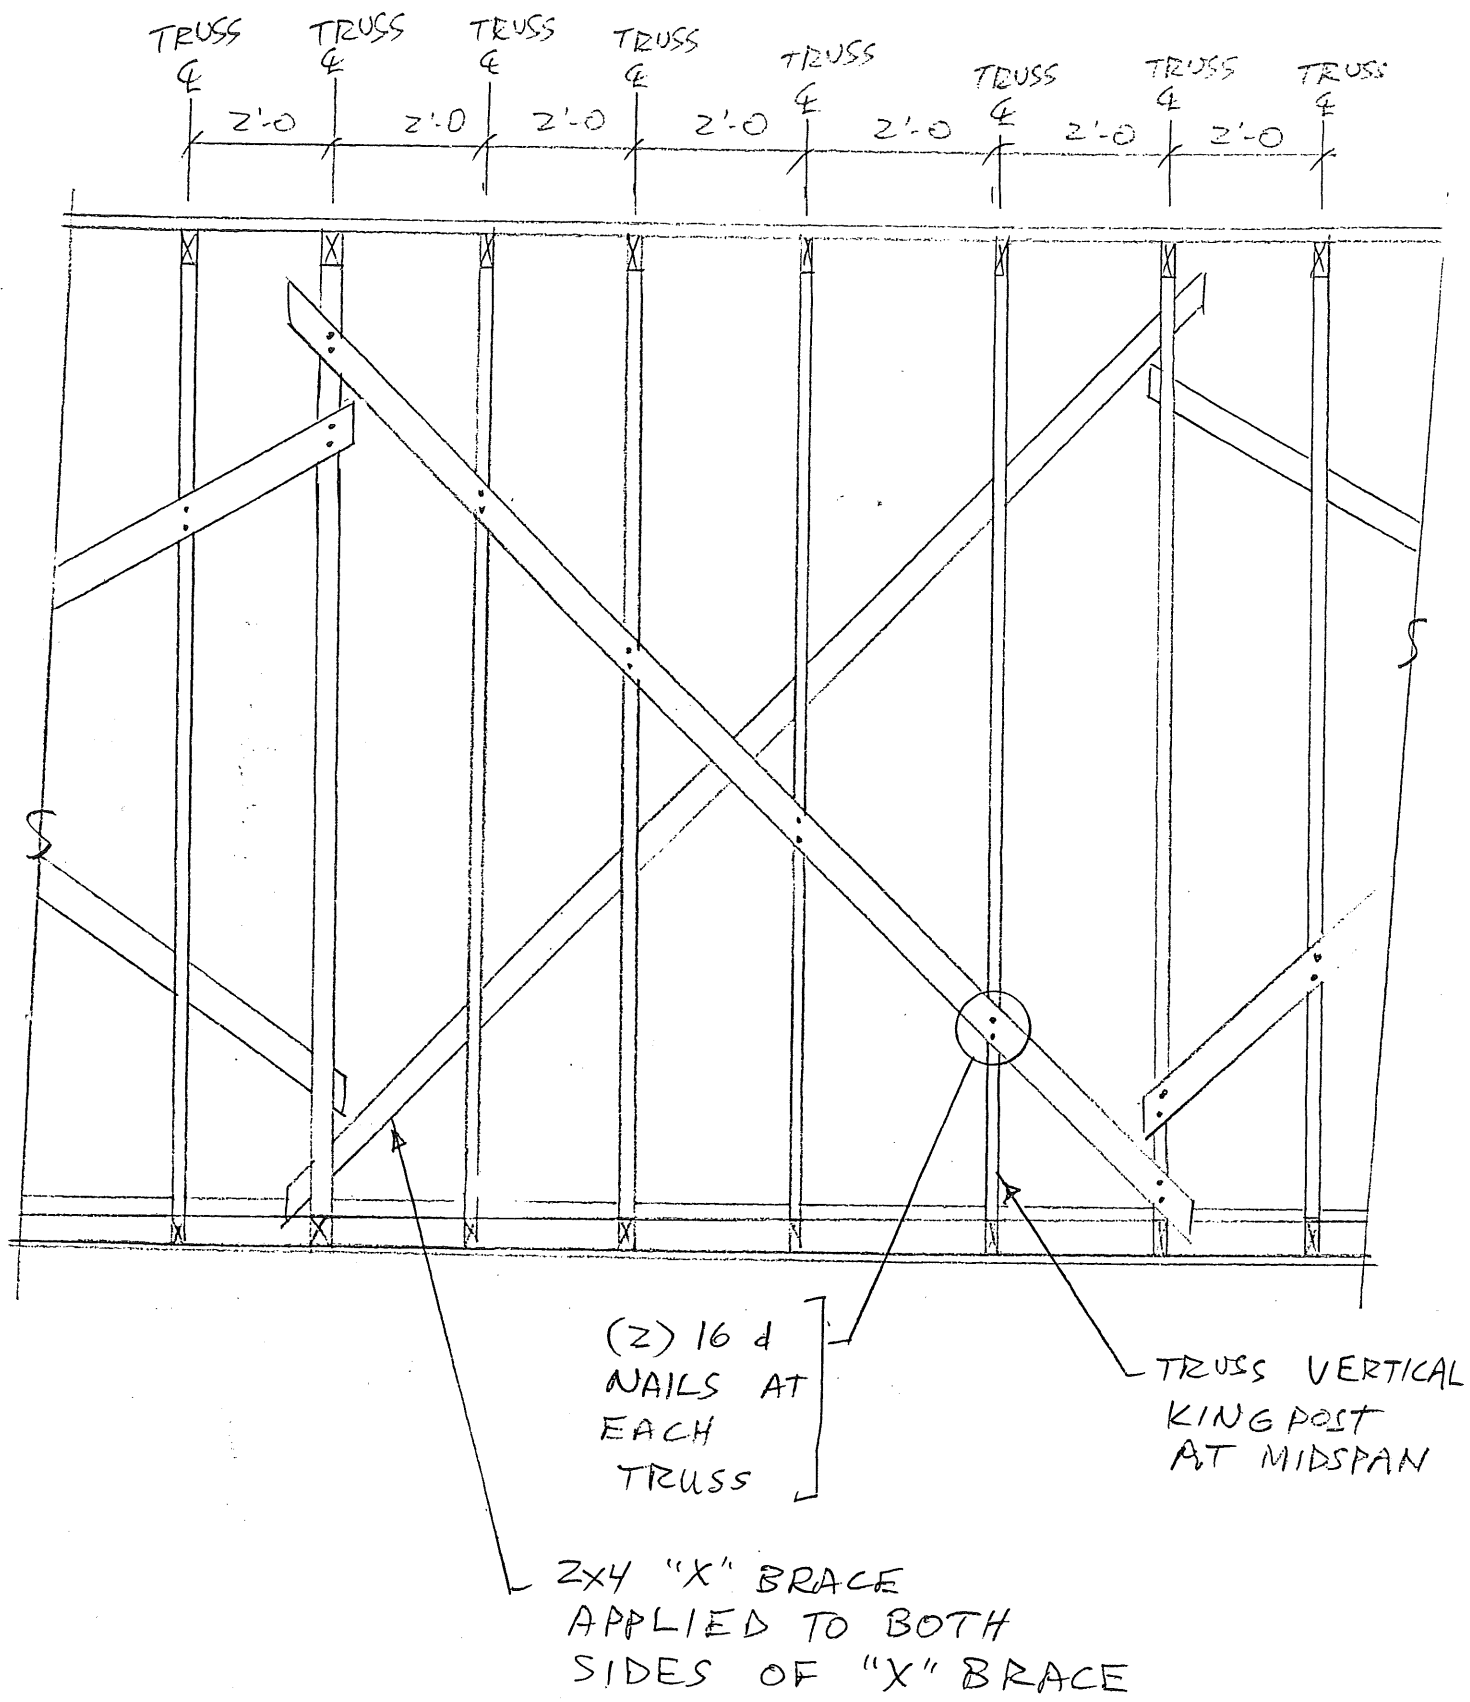 TRUSS TRUSS TRUSS TRUSS TRUSS TRUSS TRUSS TRUSS
℄ ℄ ℄ ℄ ℄ ℄ ℄ ℄
2'-0 2'-0 2'-0 2'-0 2'-0 2'-0 2'-0
(2) 16 d
NAILS AT
EACH
TRUSS
TRUSS VERTICAL
KINGPOST
AT MIDSPAN
2x4 "X" BRACE
APPLIED TO BOTH
SIDES OF "X" BRACE